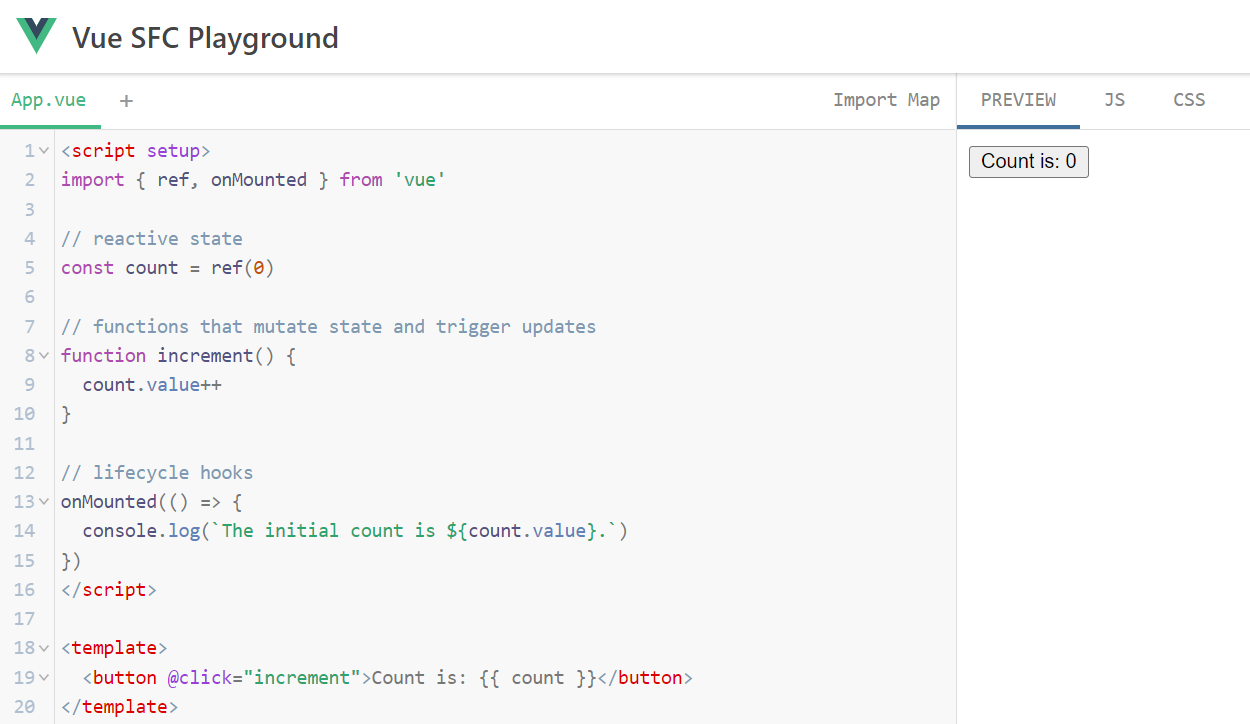 Vue SFC Playground
App.vue + Import Map
PREVIEW JS CSS
1 <script setup>
2 import { ref, onMounted } from 'vue'
3
4 // reactive state
5 const count = ref(0)
6
7 // functions that mutate state and trigger updates
8 function increment() {
9   count.value++
10 }
11
12 // lifecycle hooks
13 onMounted(() => {
14   console.log(`The initial count is ${count.value}.`)
15 })
16 </script>
17
18 <template>
19   <button @click="increment">Count is: {{ count }}</button>
20 </template>
Count is: 0